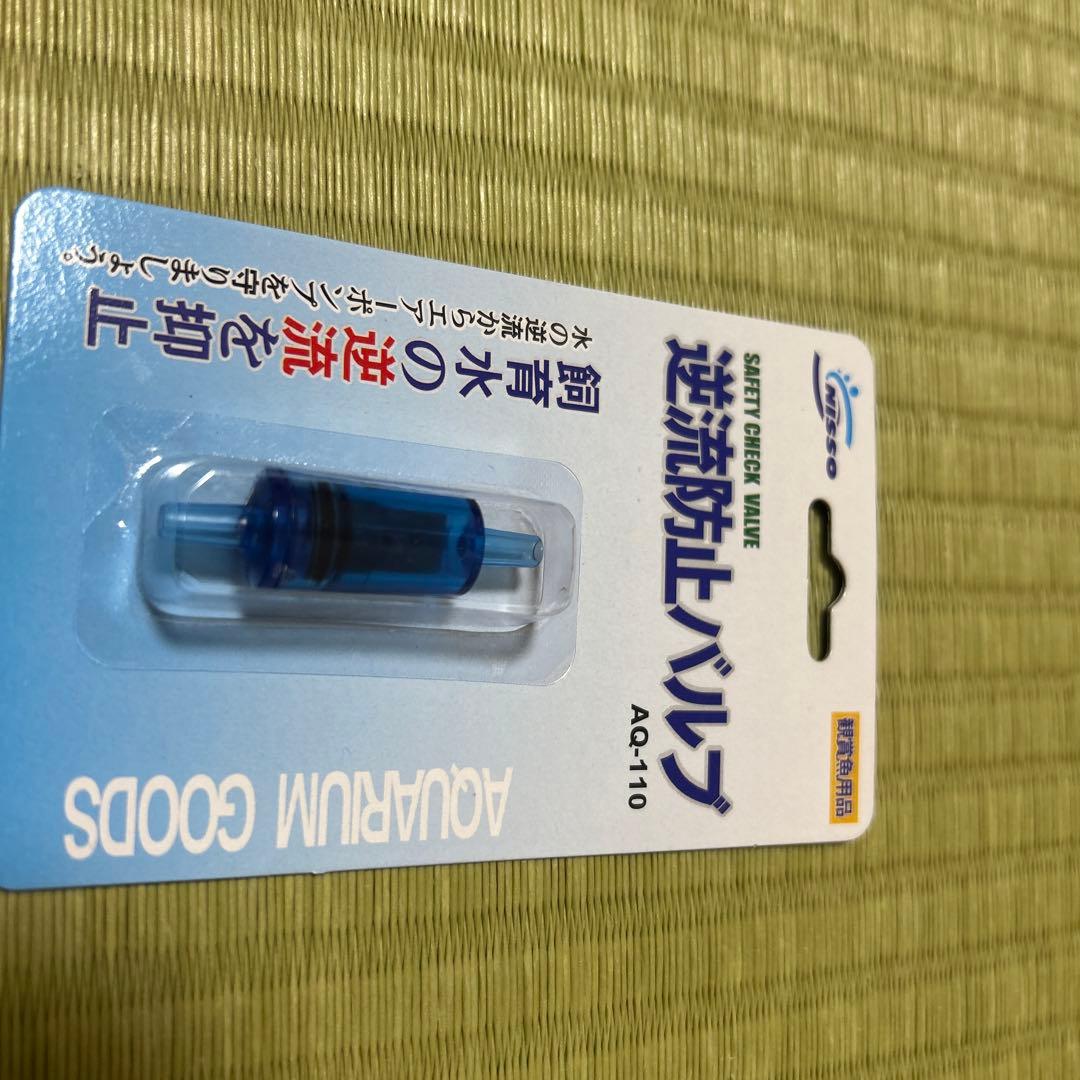 NISSO
観賞魚用品
SAFETY CHECK VALVE
逆流防止バルブ
AQ-110
飼育水の逆流を抑止
水の逆流からエアーポンプを守りましょう。
AQUARIUM GOODS